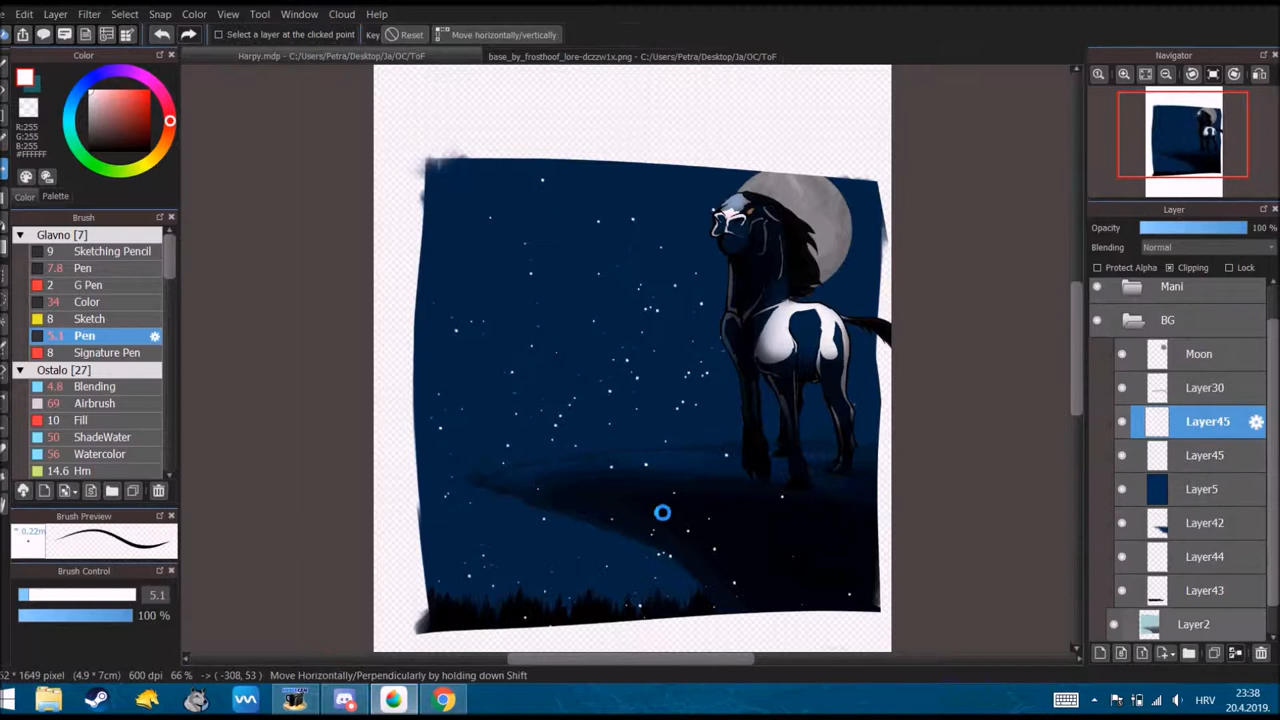 Edit Layer Filter Select Snap Color View Tool Window Cloud Help
Select a layer at the clicked point Key Reset Move horizontally/vertically
Harpy.mdp - C:/Users/Petra/Desktop/Ja/OC/ToF
base_by_frosthoof_lore-dczzw1x.png - C:/Users/Petra/Desktop/Ja/OC/ToF
Color
R:255
G:255
B:255
#FFFFFF
Color Palette
Brush
Glavno [7]
9 Sketching Pencil
7.8 Pen
2 G Pen
34 Color
8 Sketch
5.1 Pen
8 Signature Pen
Ostalo [27]
4.8 Blending
69 Airbrush
10 Fill
50 ShadeWater
56 Watercolor
14.6 Hm
Brush Preview
0.22m
Brush Control
5.1
100 %
Navigator
Layer
Opacity 100 %
Blending Normal
Protect Alpha Clipping Lock
Mani
BG
Moon
Layer30
Layer45
Layer45
Layer5
Layer42
Layer44
Layer43
Layer2
1649 pixel (4.9 * 7cm) 600 dpi 66 % -> ( -308, 53 ) Move Horizontally/Perpendicularly by holding down Shift
HRV
23:38
20.4.2019.